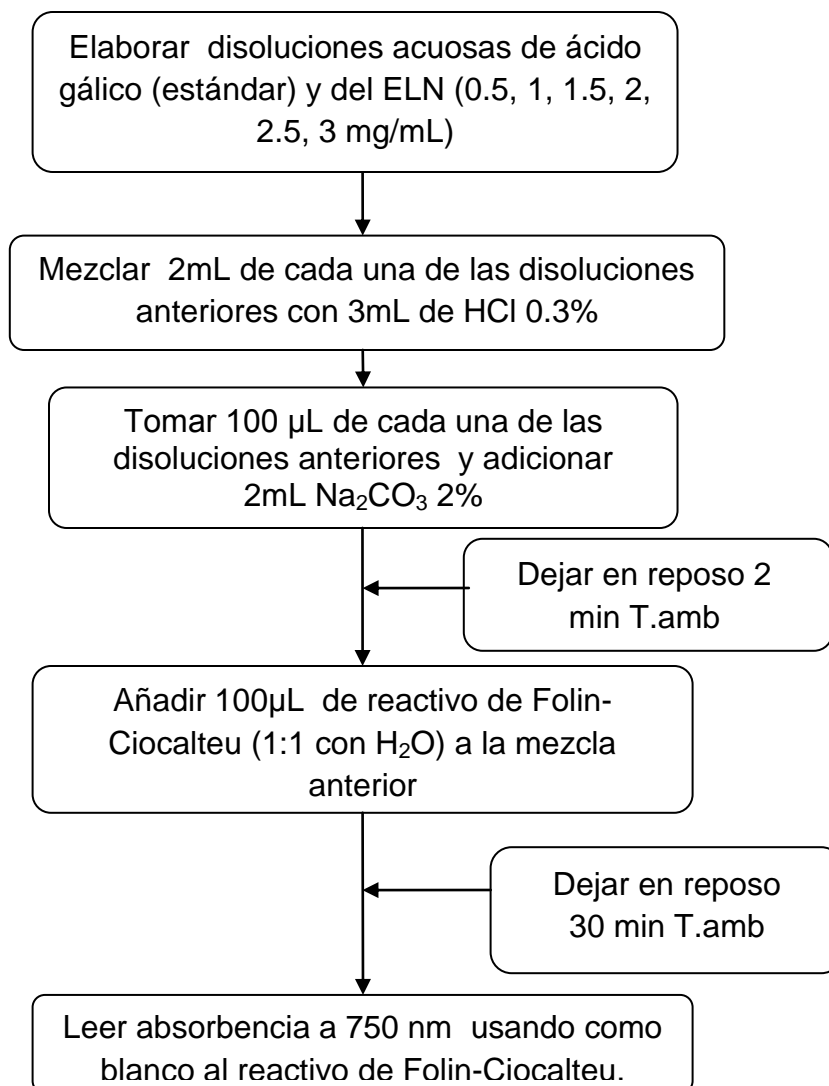 Elaborar disoluciones acuosas de ácido
gálico (estándar) y del ELN (0.5, 1, 1.5, 2,
2.5, 3 mg/mL)
Mezclar 2mL de cada una de las disoluciones
anteriores con 3mL de HCl 0.3%
Tomar 100 µL de cada una de las
disoluciones anteriores y adicionar
2mL Na₂CO₃ 2%
Dejar en reposo 2
min T.amb
Añadir 100µL de reactivo de Folin-
Ciocalteu (1:1 con H₂O) a la mezcla
anterior
Dejar en reposo
30 min T.amb
Leer absorbencia a 750 nm usando como
blanco al reactivo de Folin-Ciocalteu.